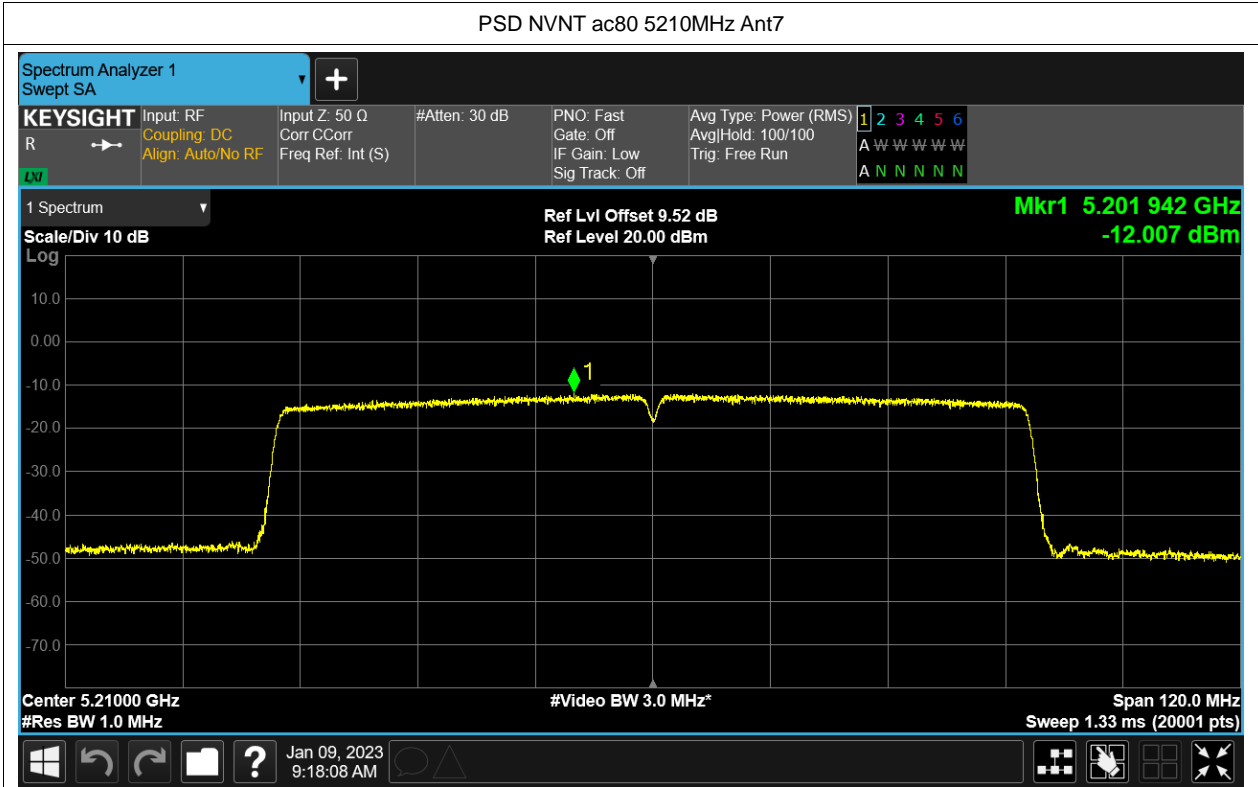 PSD NVNT ac80 5210MHz Ant7
Spectrum Analyzer 1
Swept SA
KEYSIGHT
R
LXI
Input: RF
Coupling: DC
Align: Auto/No RF
Input Z: 50 Ω
Corr CCorr
Freq Ref: Int (S)
#Atten: 30 dB
PNO: Fast
Gate: Off
IF Gain: Low
Sig Track: Off
Avg Type: Power (RMS)
Avg|Hold: 100/100
Trig: Free Run
1 2 3 4 5 6
A W W W W W
A N N N N N
1 Spectrum
Scale/Div 10 dB
Log
Ref Lvl Offset 9.52 dB
Ref Level 20.00 dBm
Mkr1 5.201 942 GHz
-12.007 dBm
10.0
0.00
-10.0
-20.0
-30.0
-40.0
-50.0
-60.0
-70.0
1
Center 5.21000 GHz
#Res BW 1.0 MHz
#Video BW 3.0 MHz*
Span 120.0 MHz
Sweep 1.33 ms (20001 pts)
?
Jan 09, 2023
9:18:08 AM